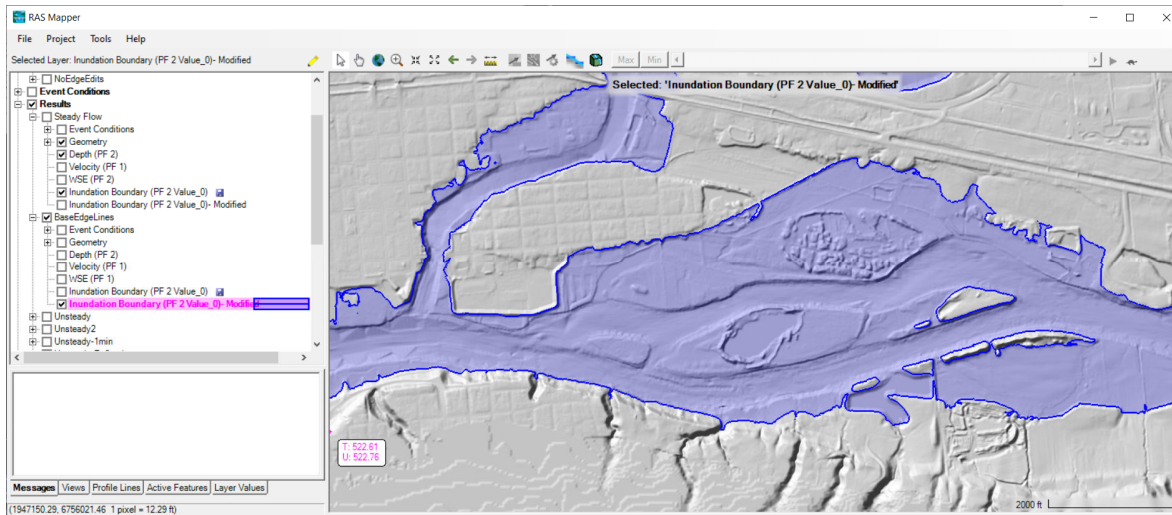 RAS Mapper
File Project Tools Help
Selected Layer: Inundation Boundary (PF 2 Value_0)- Modified
Max Min
NoEdgeEdits
Event Conditions
Results
Steady Flow
Event Conditions
Geometry
Depth (PF 2)
Velocity (PF 1)
WSE (PF 2)
Inundation Boundary (PF 2 Value_0)
Inundation Boundary (PF 2 Value_0)- Modified
BaseEdgeLines
Event Conditions
Geometry
Depth (PF 2)
Velocity (PF 1)
WSE (PF 1)
Inundation Boundary (PF 2 Value_0)
Inundation Boundary (PF 2 Value_0)- Modified
Unsteady
Unsteady2
Unsteady-1min
Selected: 'Inundation Boundary (PF 2 Value_0)- Modified'
T: 522.61
U: 522.76
2000 ft
Messages Views Profile Lines Active Features Layer Values
(1947150.29, 6756021.46 1 pixel = 12.29 ft)